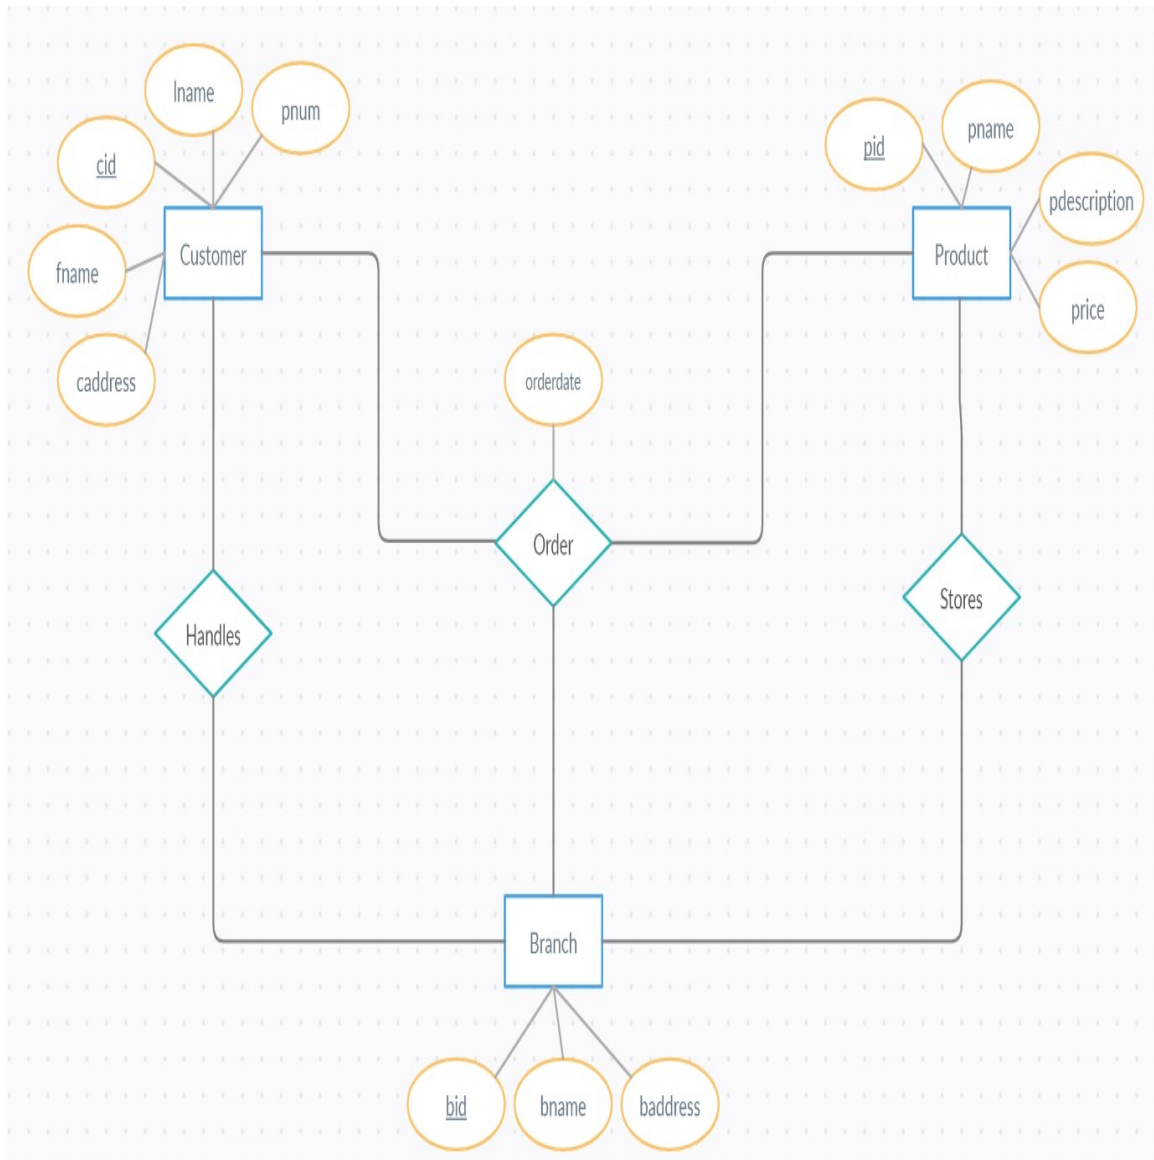 lname
pnum
cid
fname
caddress
Customer
pid
pname
pdescription
price
Product
orderdate
Order
Handles
Stores
Branch
bid
bname
baddress